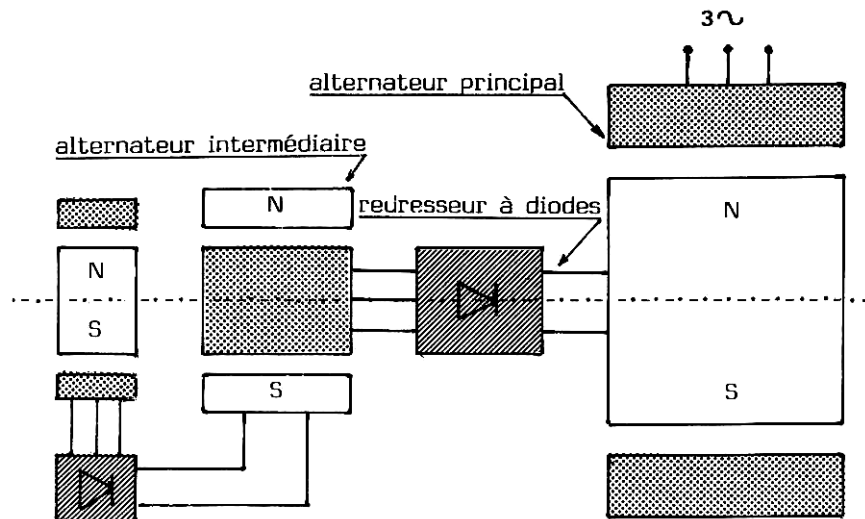 3∿
alternateur principal
alternateur intermédiaire
N
redresseur à diodes
N
N
S
S
S